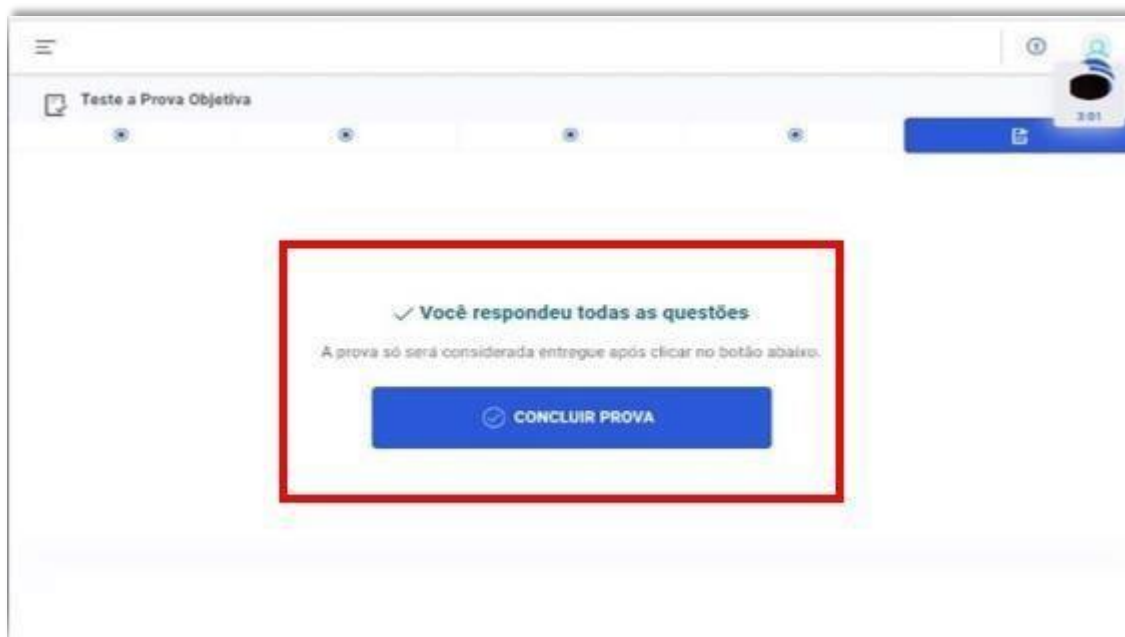 Teste a Prova Objetiva
3:01
Você respondeu todas as questões
A prova só será considerada entregue após clicar no botão abaixo.
CONCLUIR PROVA